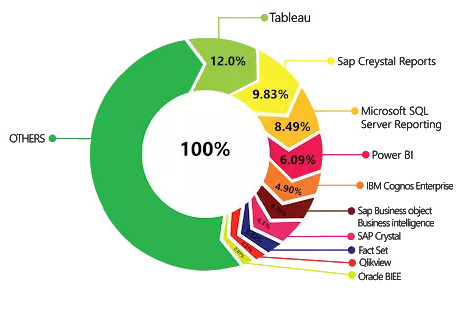 Tableau
12.0%
Sap Creystal Reports
9.83%
Microsoft SQL
Server Reporting
8.49%
OTHERS
100%
Power BI
6.09%
IBM Cognos Enterprise
4.90%
Sap Business object
Business intelligence
SAP Crystal
Fact Set
Qlikview
Oracle BIEE